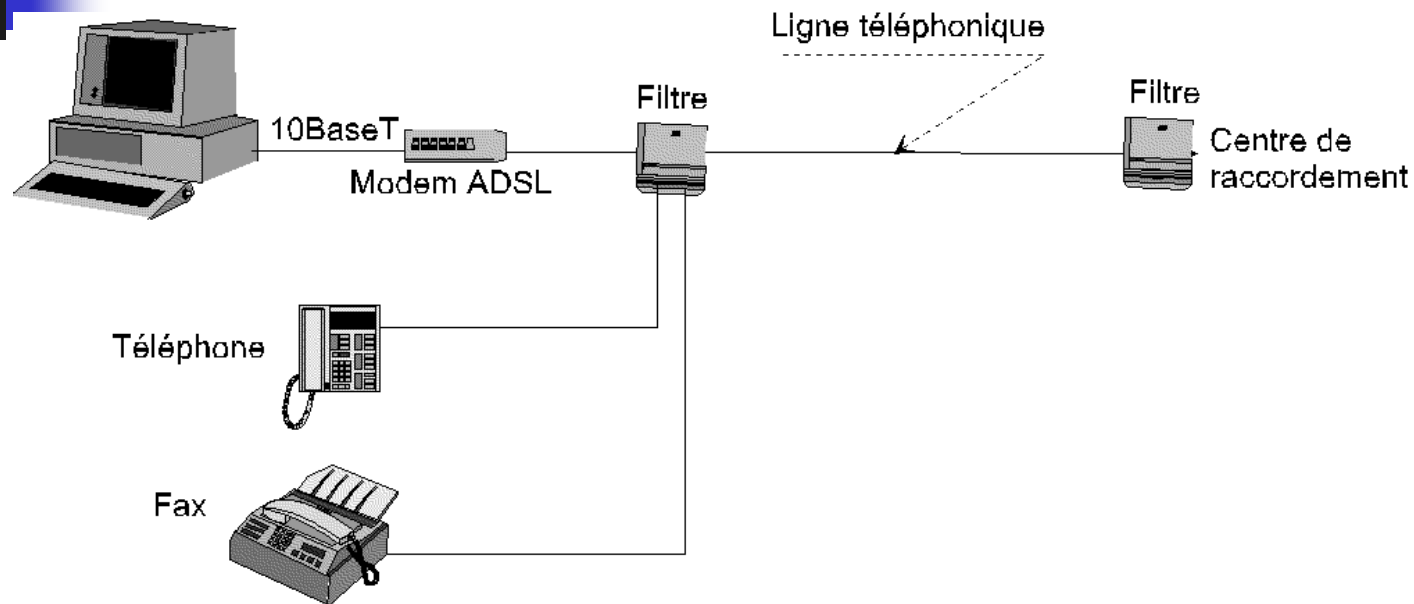 Ligne téléphonique
Filtre
Filtre
10BaseT
Centre de
raccordement
Modem ADSL
Téléphone
Fax